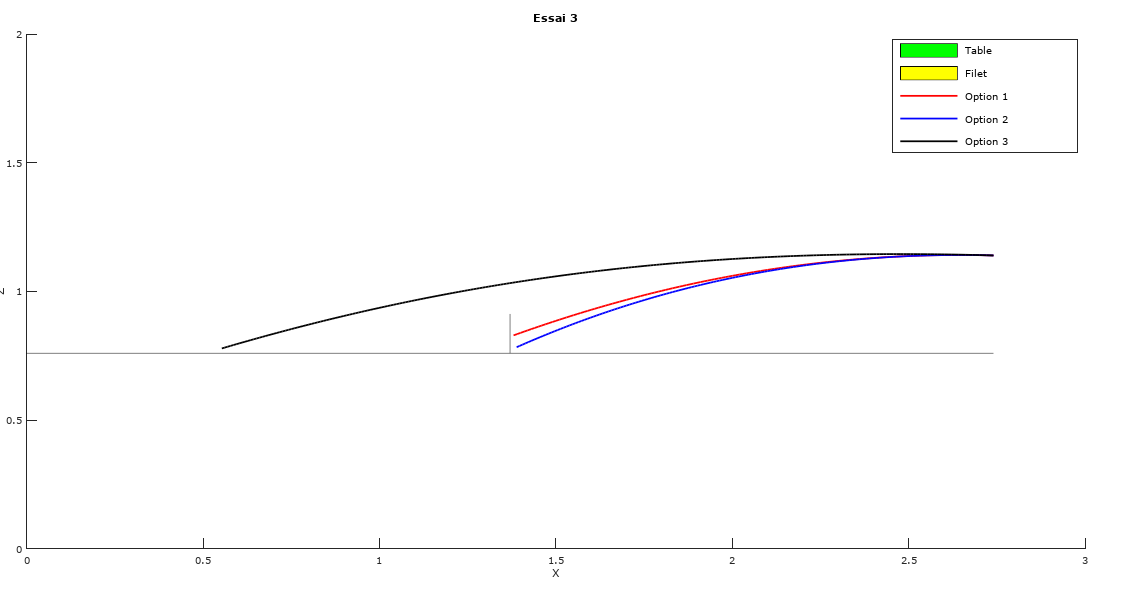 Essai 3
Table
Filet
Option 1
Option 2
Option 3
2
1.5
1
0.5
0
0 0.5 1 1.5 2 2.5 3
X